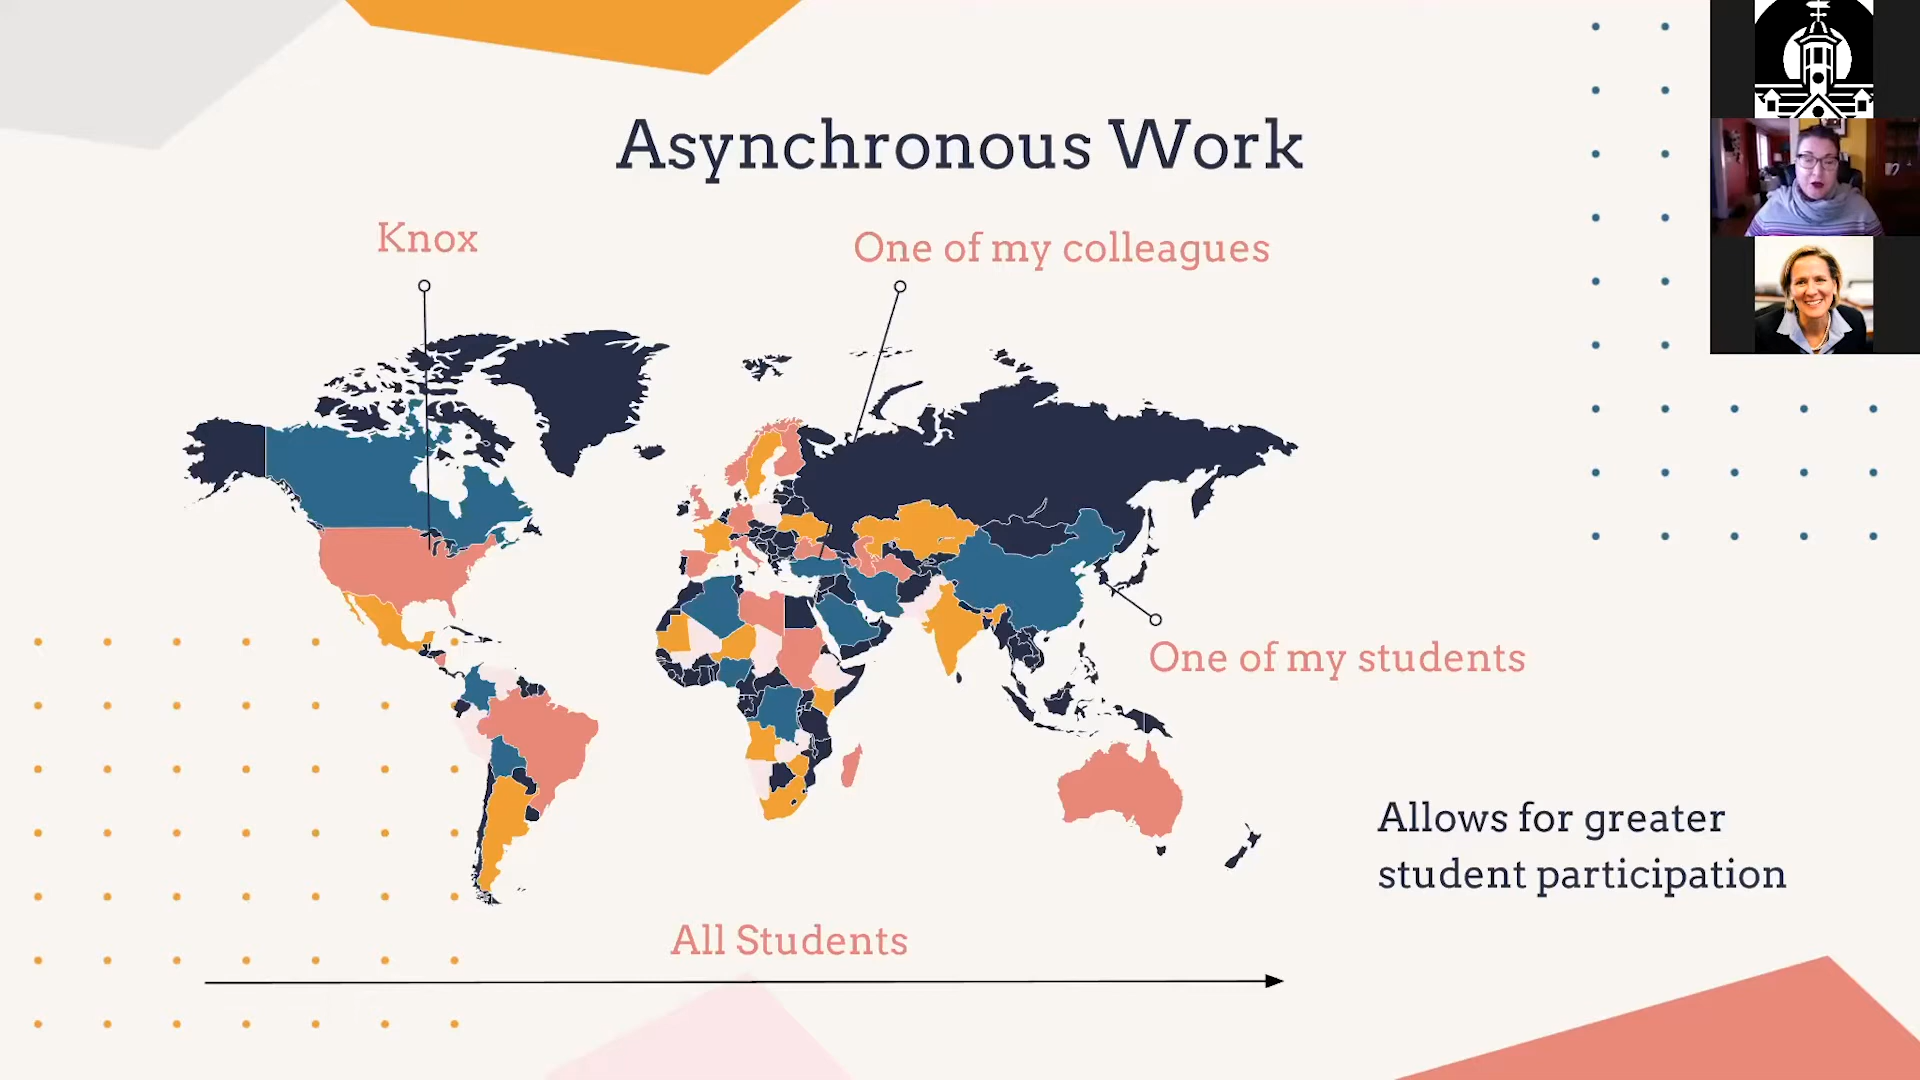 Asynchronous Work
Knox
One of my colleagues
One of my students
Allows for greater
student participation
All Students